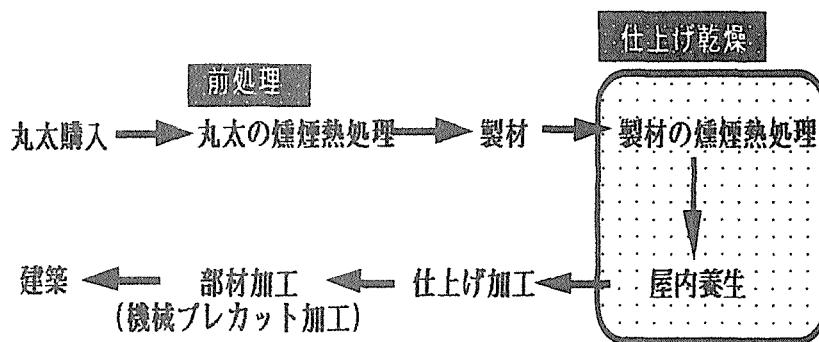 仕上げ乾燥
前処理
丸太購入
丸太の燻煙熱処理
製材
製材の燻煙熱処理
屋内養生
仕上げ加工
部材加工
(機械プレカット加工)
建築